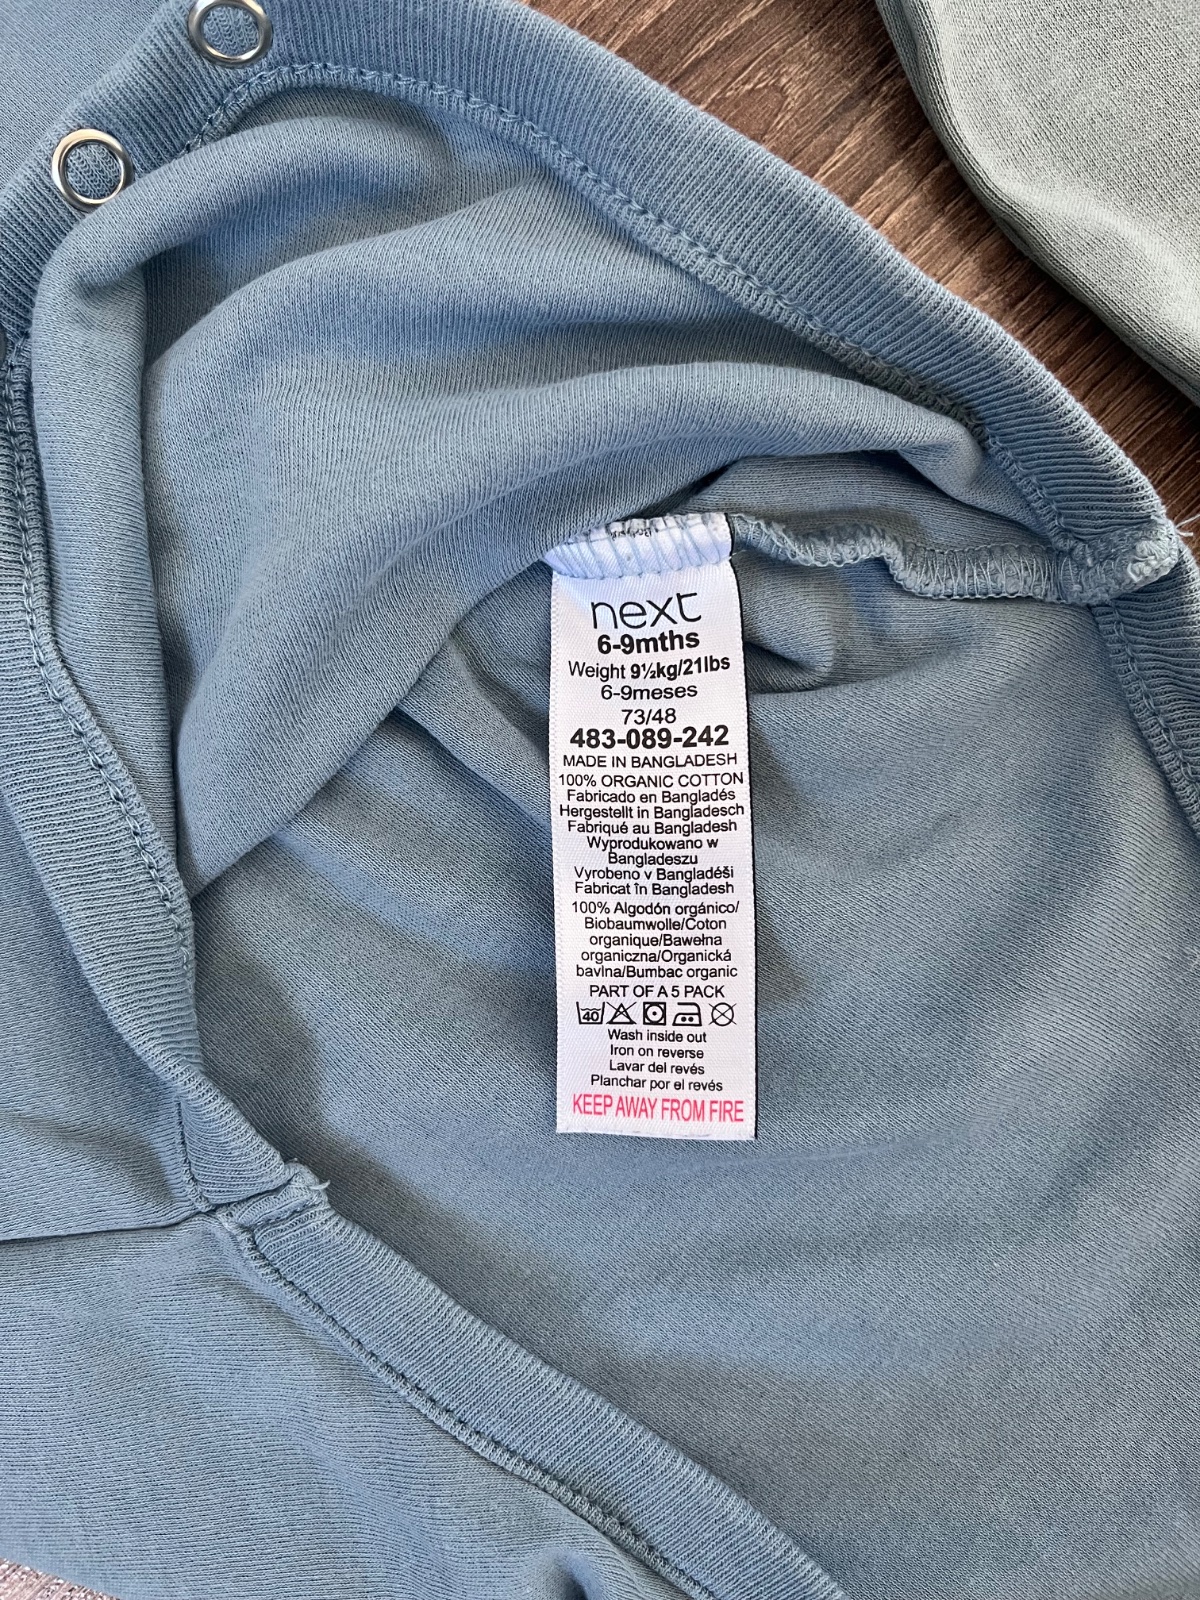 next
6-9mths
Weight 9½kg/21lbs
6-9meses
73/48
483-089-242
MADE IN BANGLADESH
100% ORGANIC COTTON
Fabricado en Bangladés
Hergestellt in Bangladesch
Fabriqué au Bangladesh
Wyprodukowano w
Bangladeszu
Vyrobeno v Bangladéši
Fabricat în Bangladesh
100% Algodón orgánico/
Biobaumwolle/Coton
organique/Bawełna
organiczna/Organická
bavlna/Bumbac organic
PART OF A 5 PACK
40
Wash inside out
Iron on reverse
Lavar del revés
Planchar por el revés
KEEP AWAY FROM FIRE